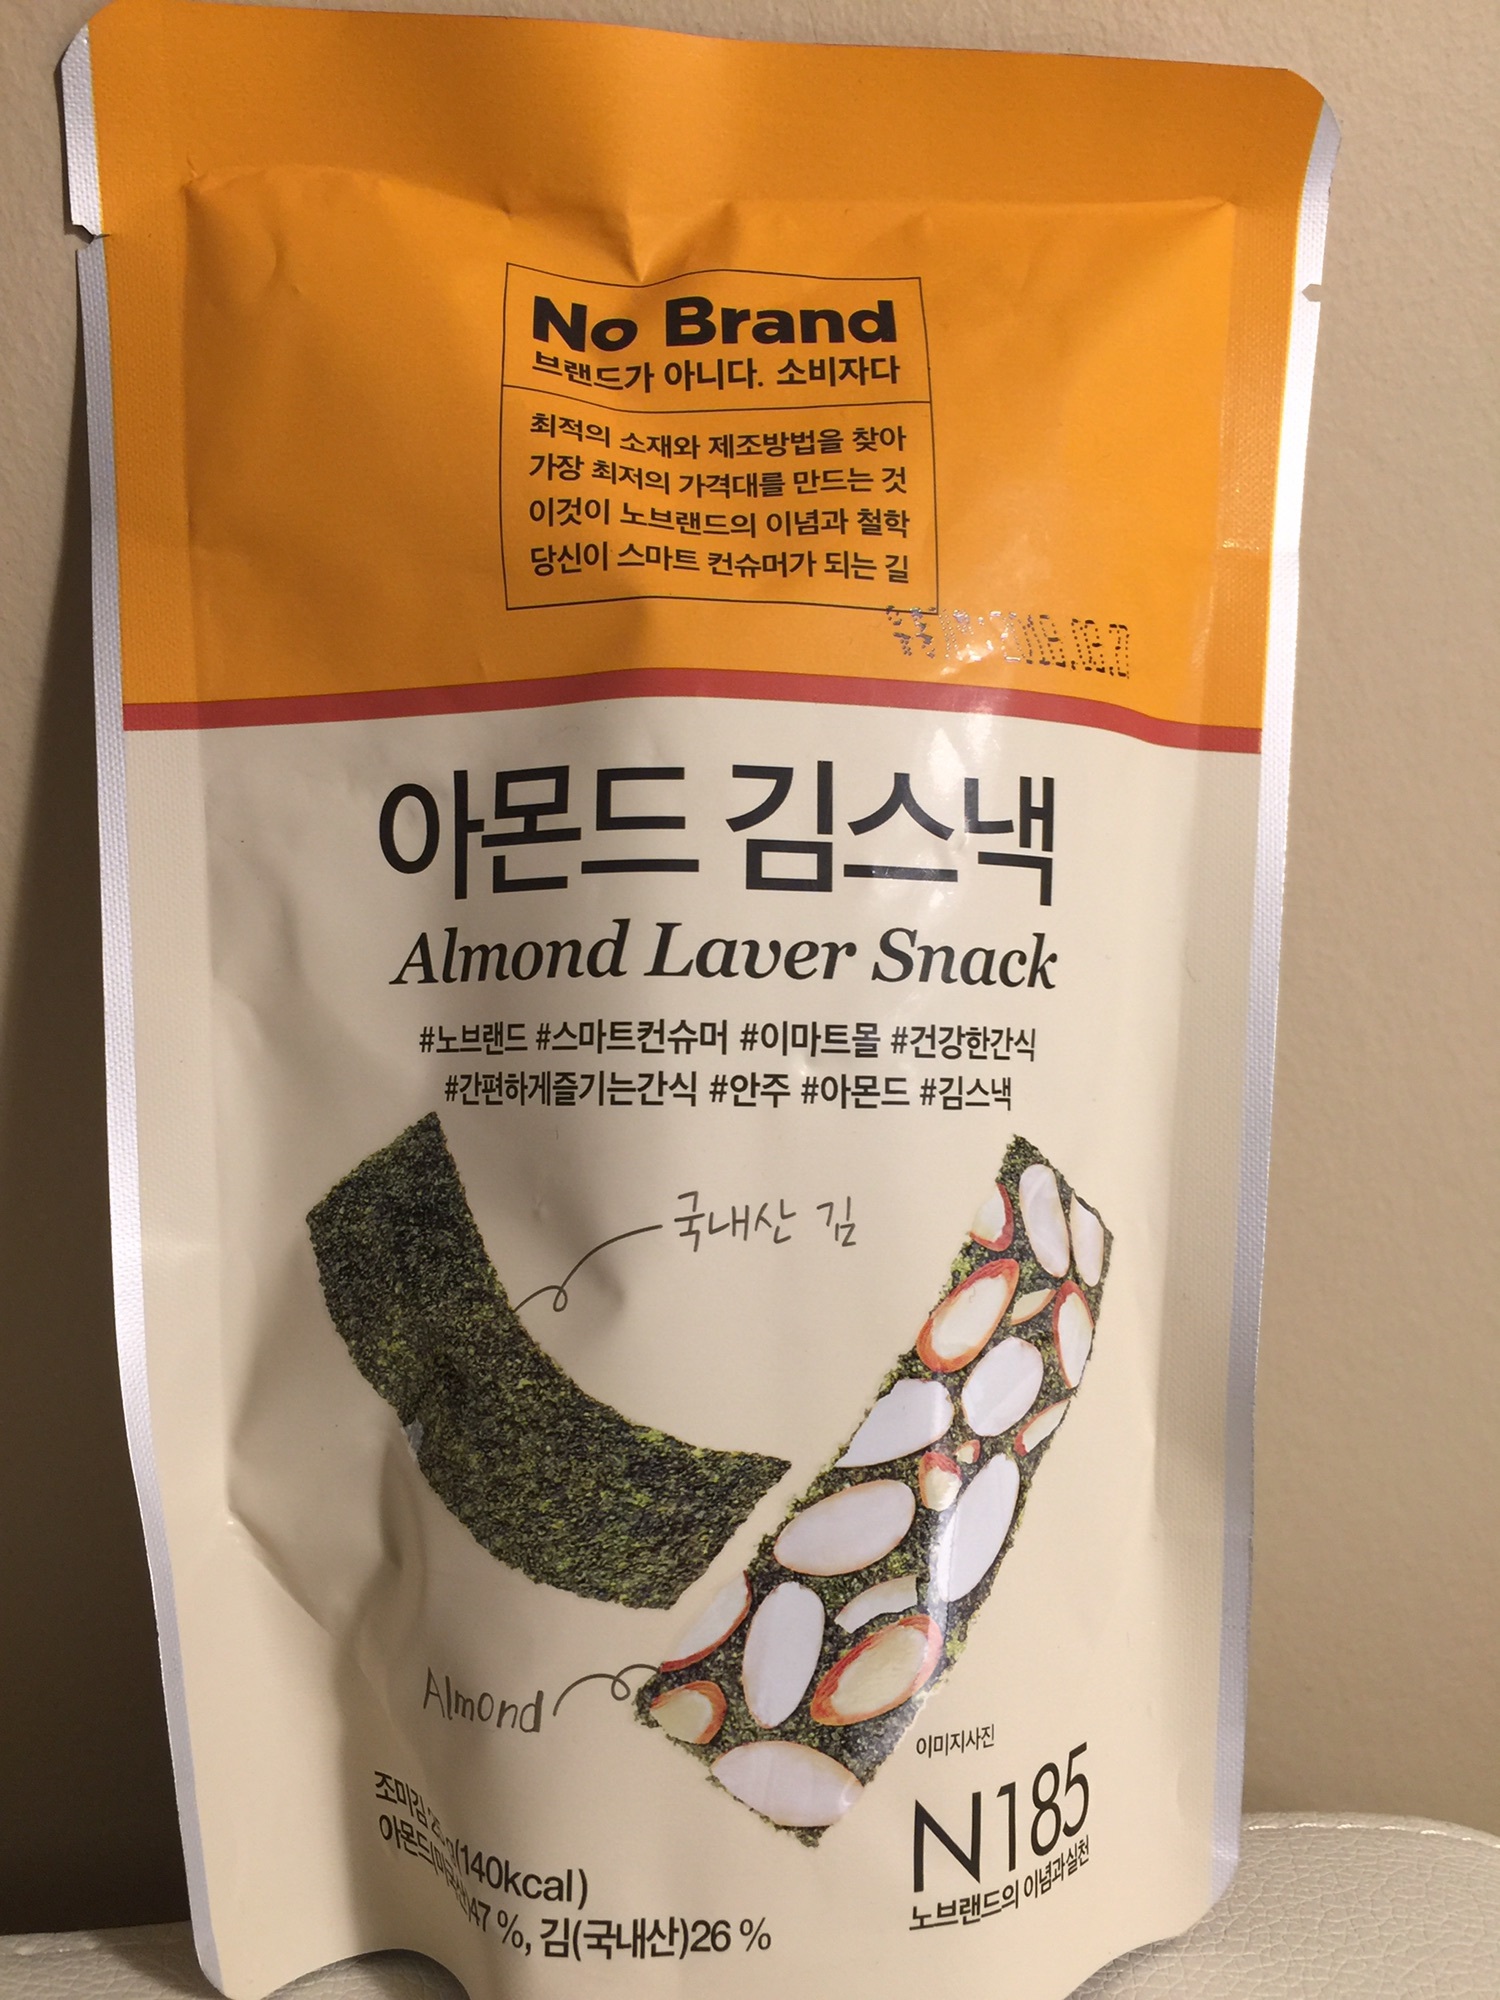 No Brand
브랜드가 아니다. 소비자다
최적의 소재와 제조방법을 찾아
가장 최저의 가격대를 만드는 것
이것이 노브랜드의 이념과 철학
당신이 스마트 컨슈머가 되는 길
아몬드 김스낵
Almond Laver Snack
#노브랜드 #스마트컨슈머 #이마트몰 #건강한간식
#간편하게즐기는간식 #안주 #아몬드 #김스낵
국내산 김
Almond
이미지사진
N185
노브랜드의 이념과 실천
조미김 (140kcal)
아몬드(미국산)47 %, 김(국내산)26 %